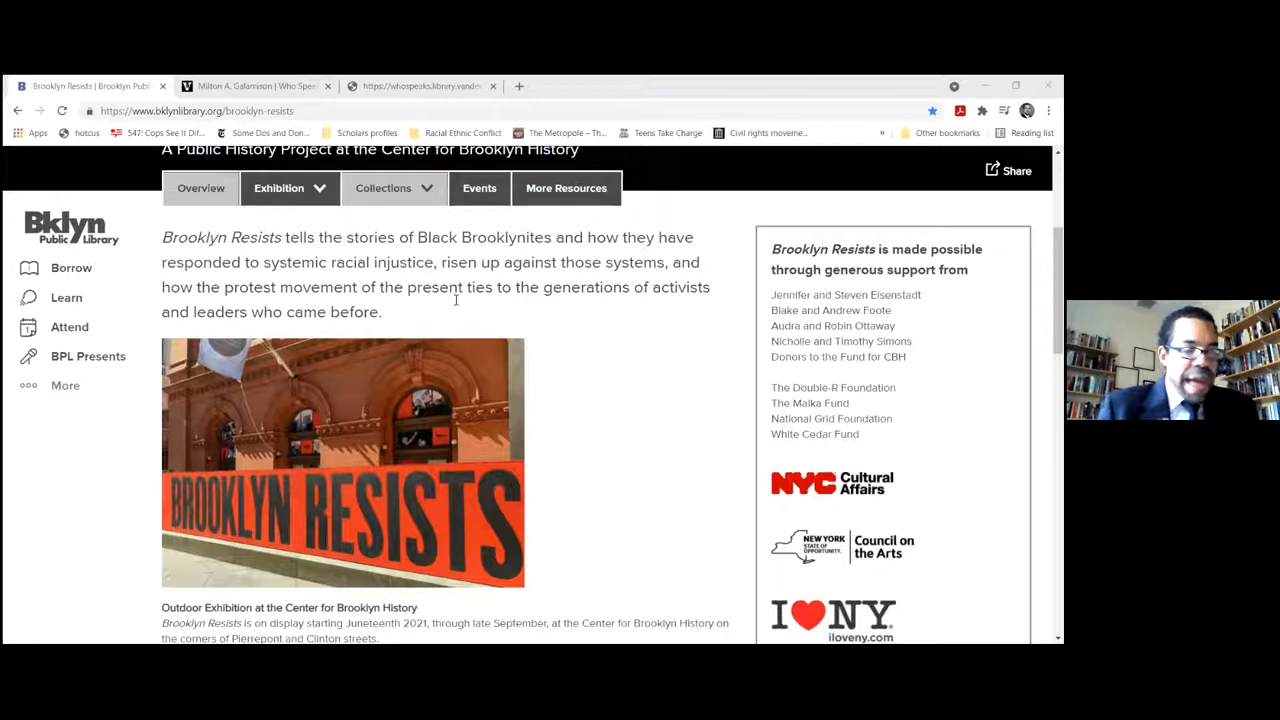 Brooklyn Resists | Brooklyn Publ
Milton A. Galamison | Who Spea
https://whospeaks.library.vander
https://www.bklynlibrary.org/brooklyn-resists
Apps
hotcus
547: Cops See It Dif...
Some Dos and Don...
Scholars profiles
Racial Ethnic Conflict
The Metropole – Th...
Teens Take Charge
Civil rights moveme...
»
Other bookmarks
Reading list
A Public History Project at the Center for Brooklyn History
Share
Overview
Exhibition
Collections
Events
More Resources
Bklyn
Public Library
Borrow
Learn
Attend
BPL Presents
More
Brooklyn Resists tells the stories of Black Brooklynites and how they have
responded to systemic racial injustice, risen up against those systems, and
how the protest movement of the present ties to the generations of activists
and leaders who came before.
BROOKLYN RESISTS
Outdoor Exhibition at the Center for Brooklyn History
Brooklyn Resists is on display starting Juneteenth 2021, through late September, at the Center for Brooklyn History on
the corners of Pierrepont and Clinton streets.
Brooklyn Resists is made possible
through generous support from
Jennifer and Steven Eisenstadt
Blake and Andrew Foote
Audra and Robin Ottaway
Nicholle and Timothy Simons
Donors to the Fund for CBH
The Double-R Foundation
The Malka Fund
National Grid Foundation
White Cedar Fund
NYC Cultural
Affairs
NEW YORK
STATE OF
OPPORTUNITY.
Council on
the Arts
I ♥ NY
iloveny.com